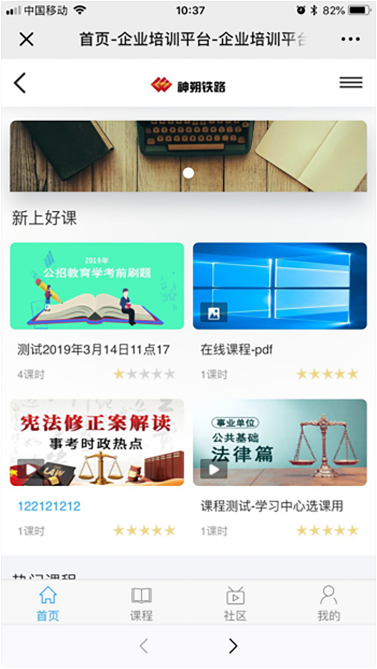 中国移动
10:37
82%
首页-企业培训平台-企业培训平台
神朔铁路
新上好课
2019年
公招教育学考前刷题
测试2019年3月14日11点17
4课时
在线课程-pdf
1课时
宪法修正案解读
事考时政热点
LAW
122121212
1课时
事业单位
公共基础
法律篇
课程测试-学习中心选课用
1课时
热门课程
首页
课程
社区
我的